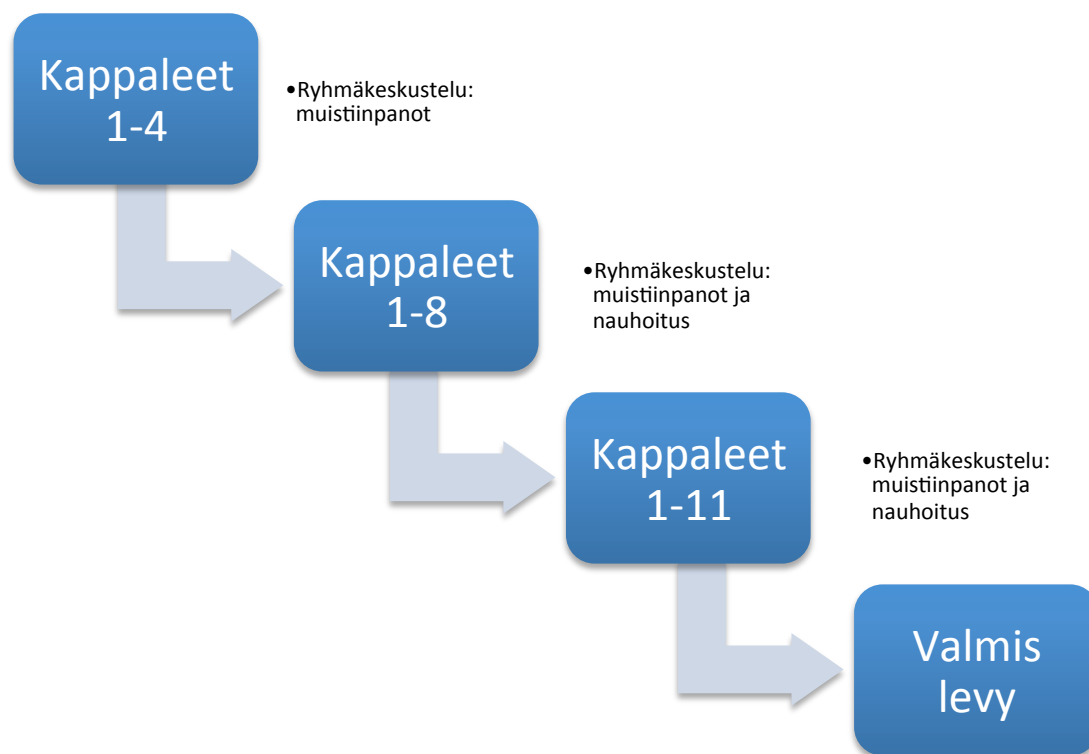 Kappaleet
1-4
•Ryhmäkeskustelu:
muistiinpanot
Kappaleet
1-8
•Ryhmäkeskustelu:
muistiinpanot ja
nauhoitus
Kappaleet
1-11
•Ryhmäkeskustelu:
muistiinpanot ja
nauhoitus
Valmis
levy